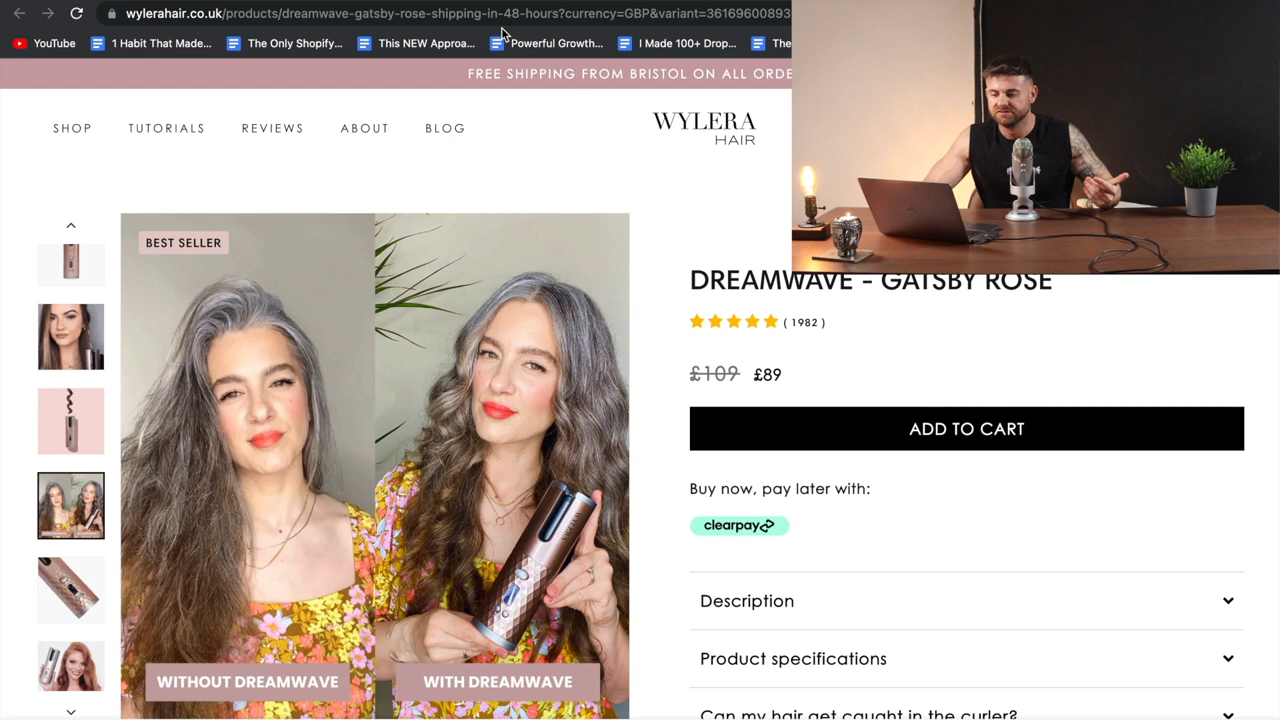 wylerahair.co.uk/products/dreamwave-gatsby-rose-shipping-in-48-hours?currency=GBP&variant=36169600893
YouTube
1 Habit That Made...
The Only Shopify...
This NEW Approa...
Powerful Growth...
I Made 100+ Drop...
The
FREE SHIPPING FROM BRISTOL ON ALL ORDE
SHOP
TUTORIALS
REVIEWS
ABOUT
BLOG
WYLERA
HAIR
BEST SELLER
WITHOUT DREAMWAVE
WITH DREAMWAVE
DREAMWAVE - GATSBY ROSE
( 1982 )
£109 £89
ADD TO CART
Buy now, pay later with:
clearpay
Description
Product specifications
Can my hair get caught in the curler?